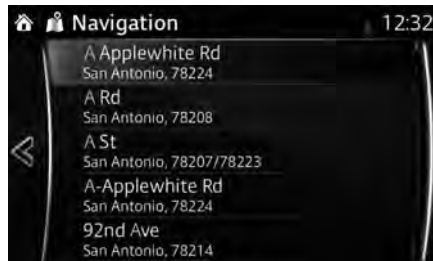 Navigation 12:32
A Applewhite Rd
San Antonio, 78224
A Rd
San Antonio, 78208
A St
San Antonio, 78207/78223
A-Applewhite Rd
San Antonio, 78224
92nd Ave
San Antonio, 78214